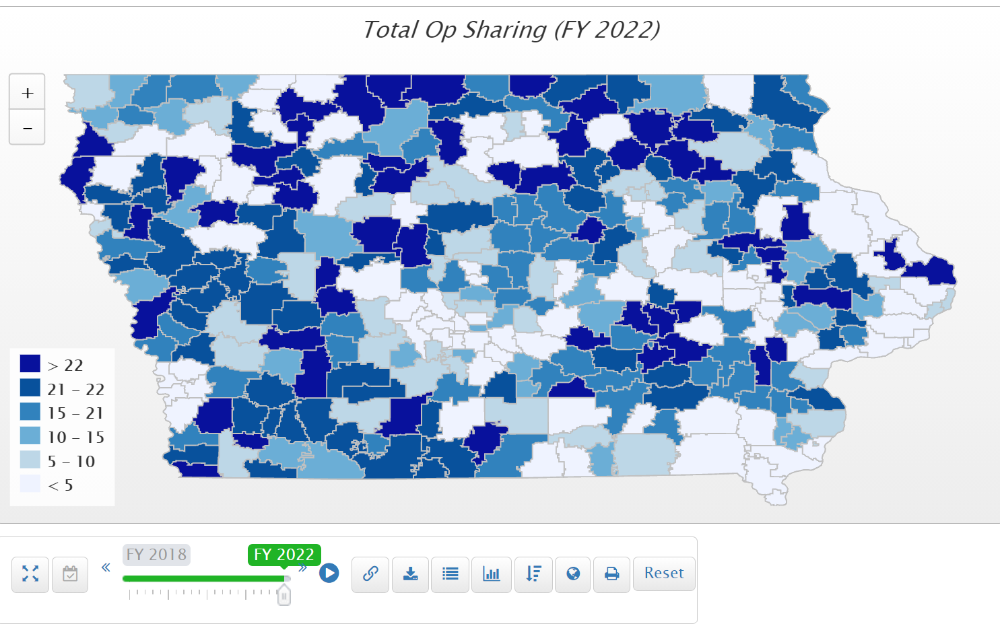 Total Op Sharing (FY 2022)
+
−
> 22
21 – 22
15 – 21
10 – 15
5 – 10
< 5
FY 2018
FY 2022
«
»
Reset